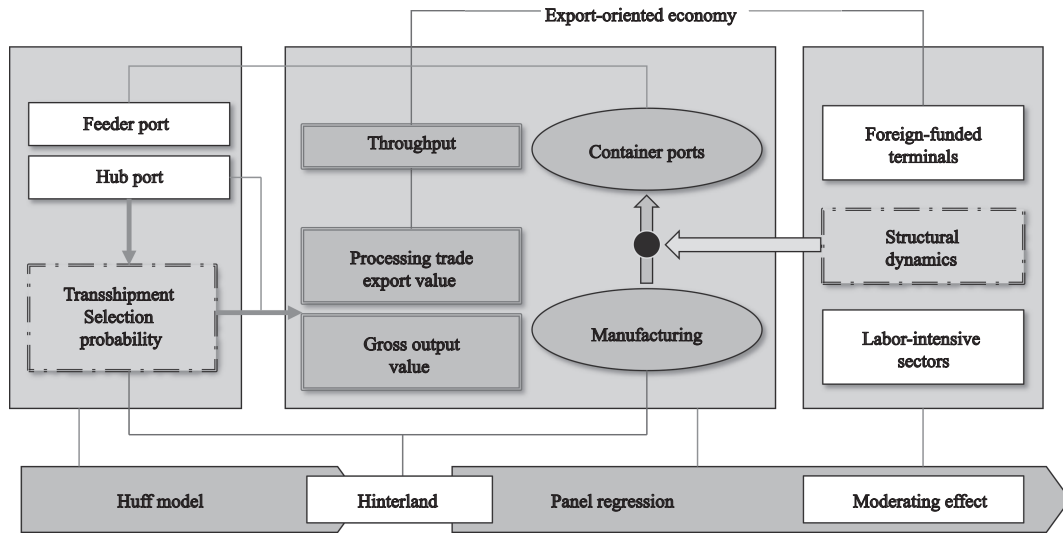 Export-oriented economy
Feeder port
Hub port
Transshipment
Selection
probability
Throughput
Processing trade
export value
Gross output
value
Container ports
Manufacturing
Foreign-funded
terminals
Structural
dynamics
Labor-intensive
sectors
Huff model
Hinterland
Panel regression
Moderating effect